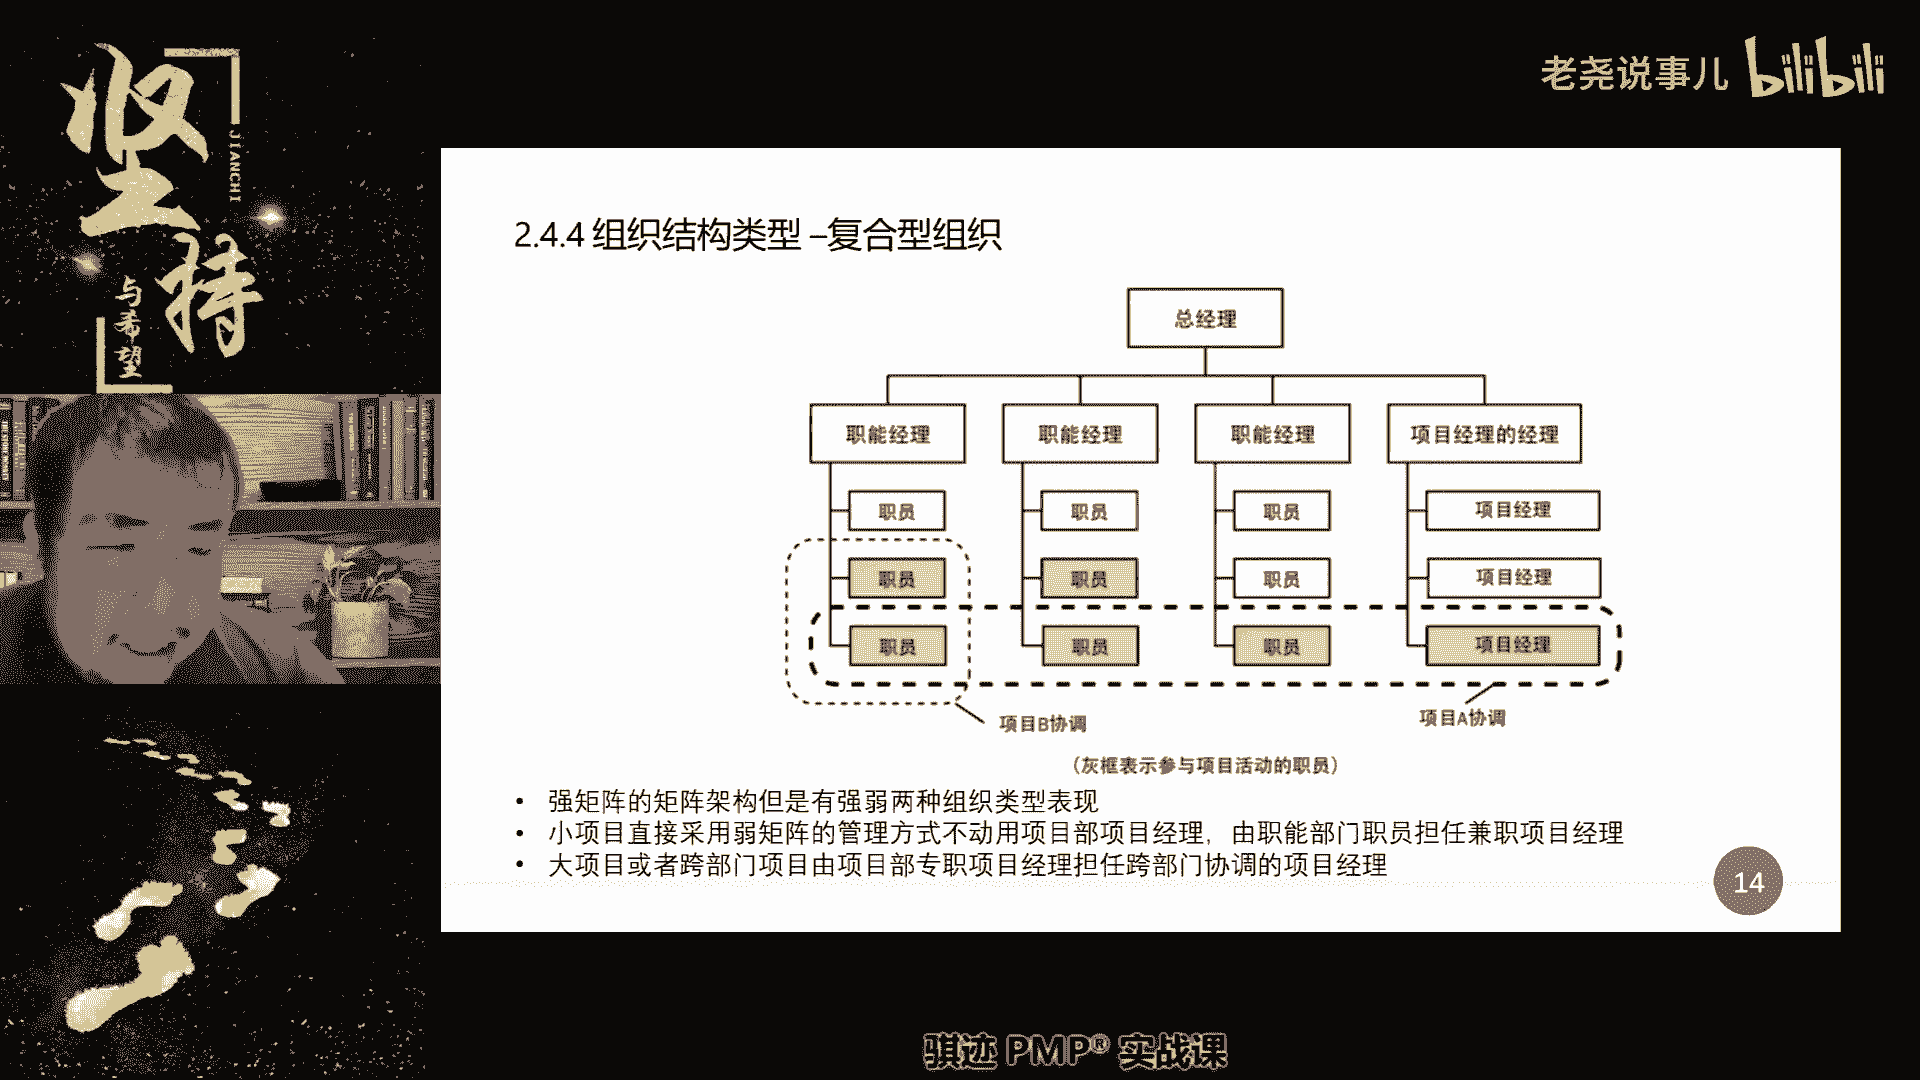 坚持
JIANCHI
与希望
老尧说事儿 bilibili
2.4.4 组织结构类型 –复合型组织
总经理
职能经理 职能经理 职能经理 项目经理的经理
职员 职员 职员 项目经理
职员 职员 职员 项目经理
职员 职员 职员 项目经理
项目B协调 项目A协调
（灰框表示参与项目活动的职员）
• 强矩阵的矩阵架构但是有强弱两种组织类型表现
• 小项目直接采用弱矩阵的管理方式不动用项目部项目经理，由职能部门职员担任兼职项目经理
• 大项目或者跨部门项目由项目部专职项目经理担任跨部门协调的项目经理
14
骐迹 PMP® 实战课